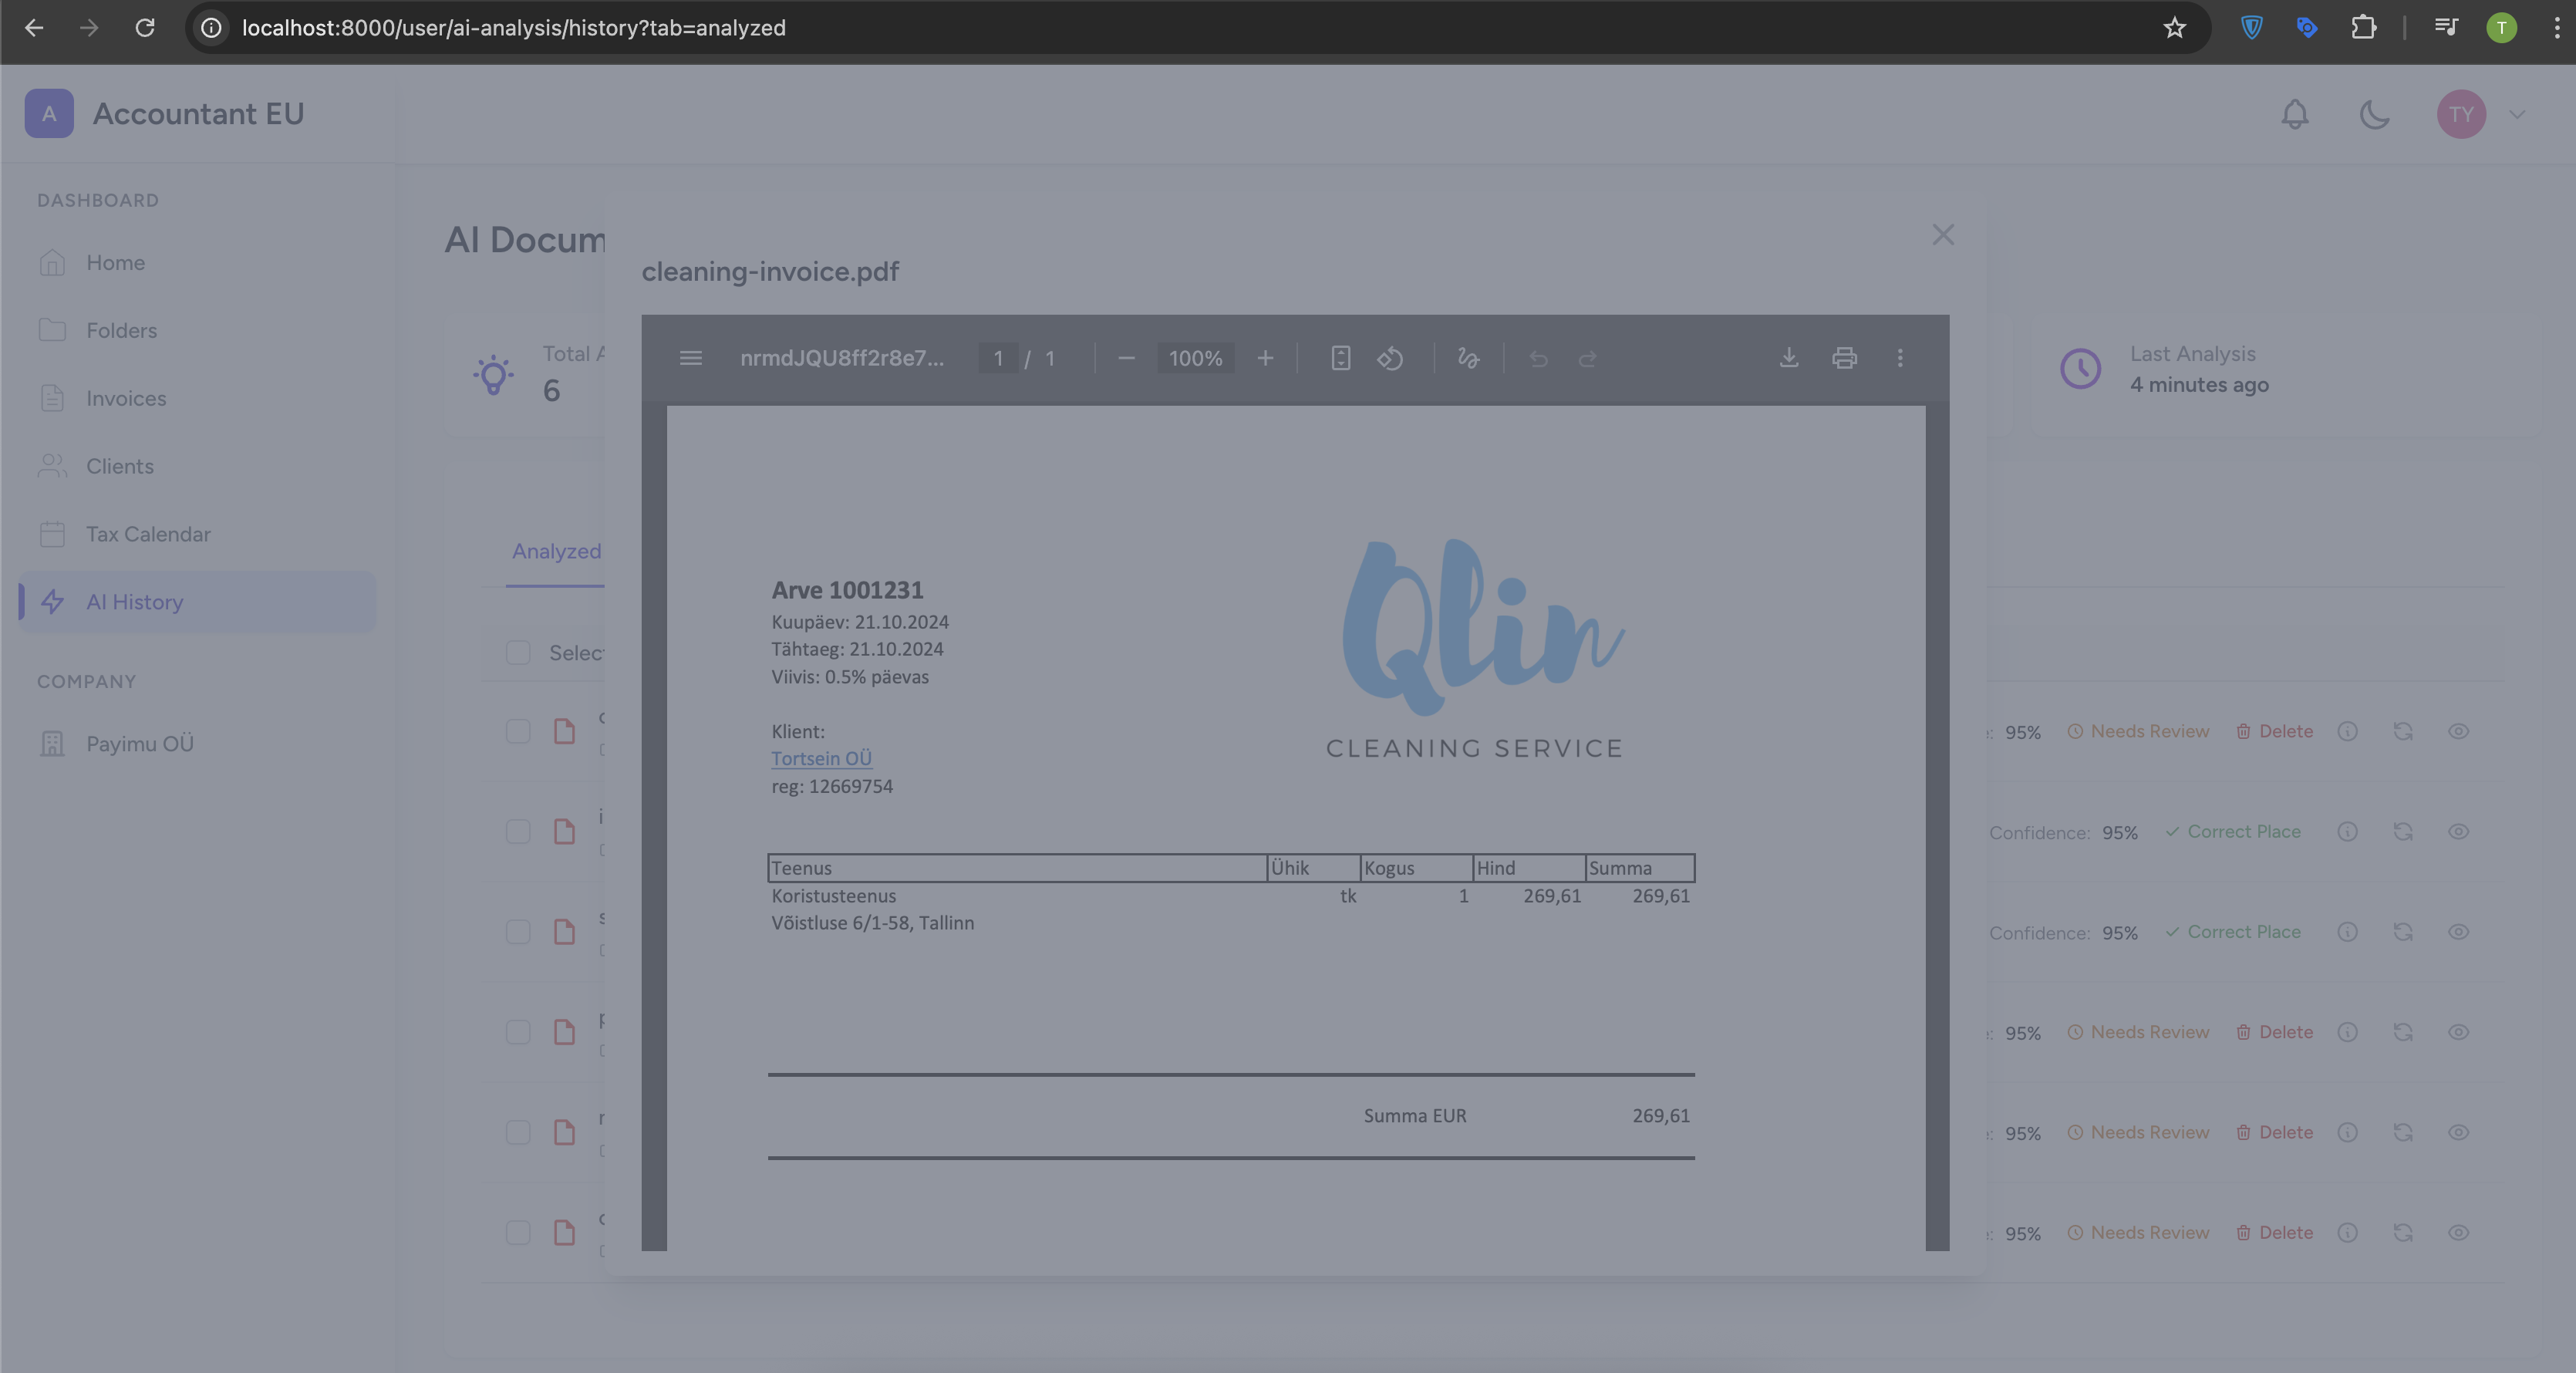 localhost:8000/user/ai-analysis/history?tab=analyzed
T
A
Accountant EU
TY
DASHBOARD
Home
Folders
Invoices
Clients
Tax Calendar
AI History
COMPANY
Payimu OÜ
AI Docum
Total A
6
Last Analysis
4 minutes ago
Analyzed
Selec
cleaning-invoice.pdf
nrmdJQU8ff2r8e7... 1 / 1 100%
Qlin
CLEANING SERVICE
Arve 1001231
Kuupäev: 21.10.2024
Tähtaeg: 21.10.2024
Viivis: 0.5% päevas
Klient:
Tortsein OÜ
reg: 12669754
Teenus Ühik Kogus Hind Summa
Koristusteenus tk 1 269,61 269,61
Võistluse 6/1-58, Tallinn
Summa EUR 269,61
95% Needs Review Delete
Confidence: 95% Correct Place
Confidence: 95% Correct Place
95% Needs Review Delete
95% Needs Review Delete
95% Needs Review Delete